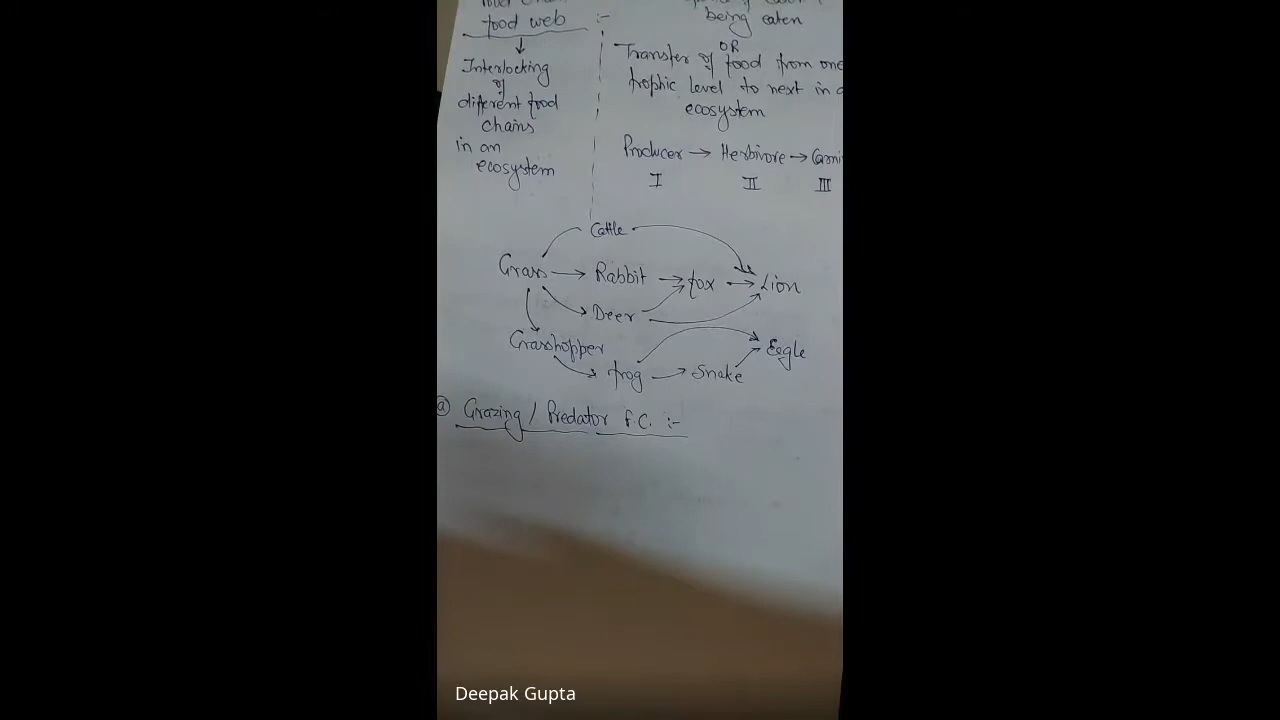 food web :-
↓
Interlocking
of
different food
chains
in an
ecosystem
being eaten
OR
Transfer of food from one
trophic level to next in a
ecosystem
Producer → Herbivore → Carni
I II III
Cattle
Grass → Rabbit → fox → Lion
Deer
Grasshopper
Eegle
frog → Snake
(a) Grazing / Predator f.C. :-
Deepak Gupta